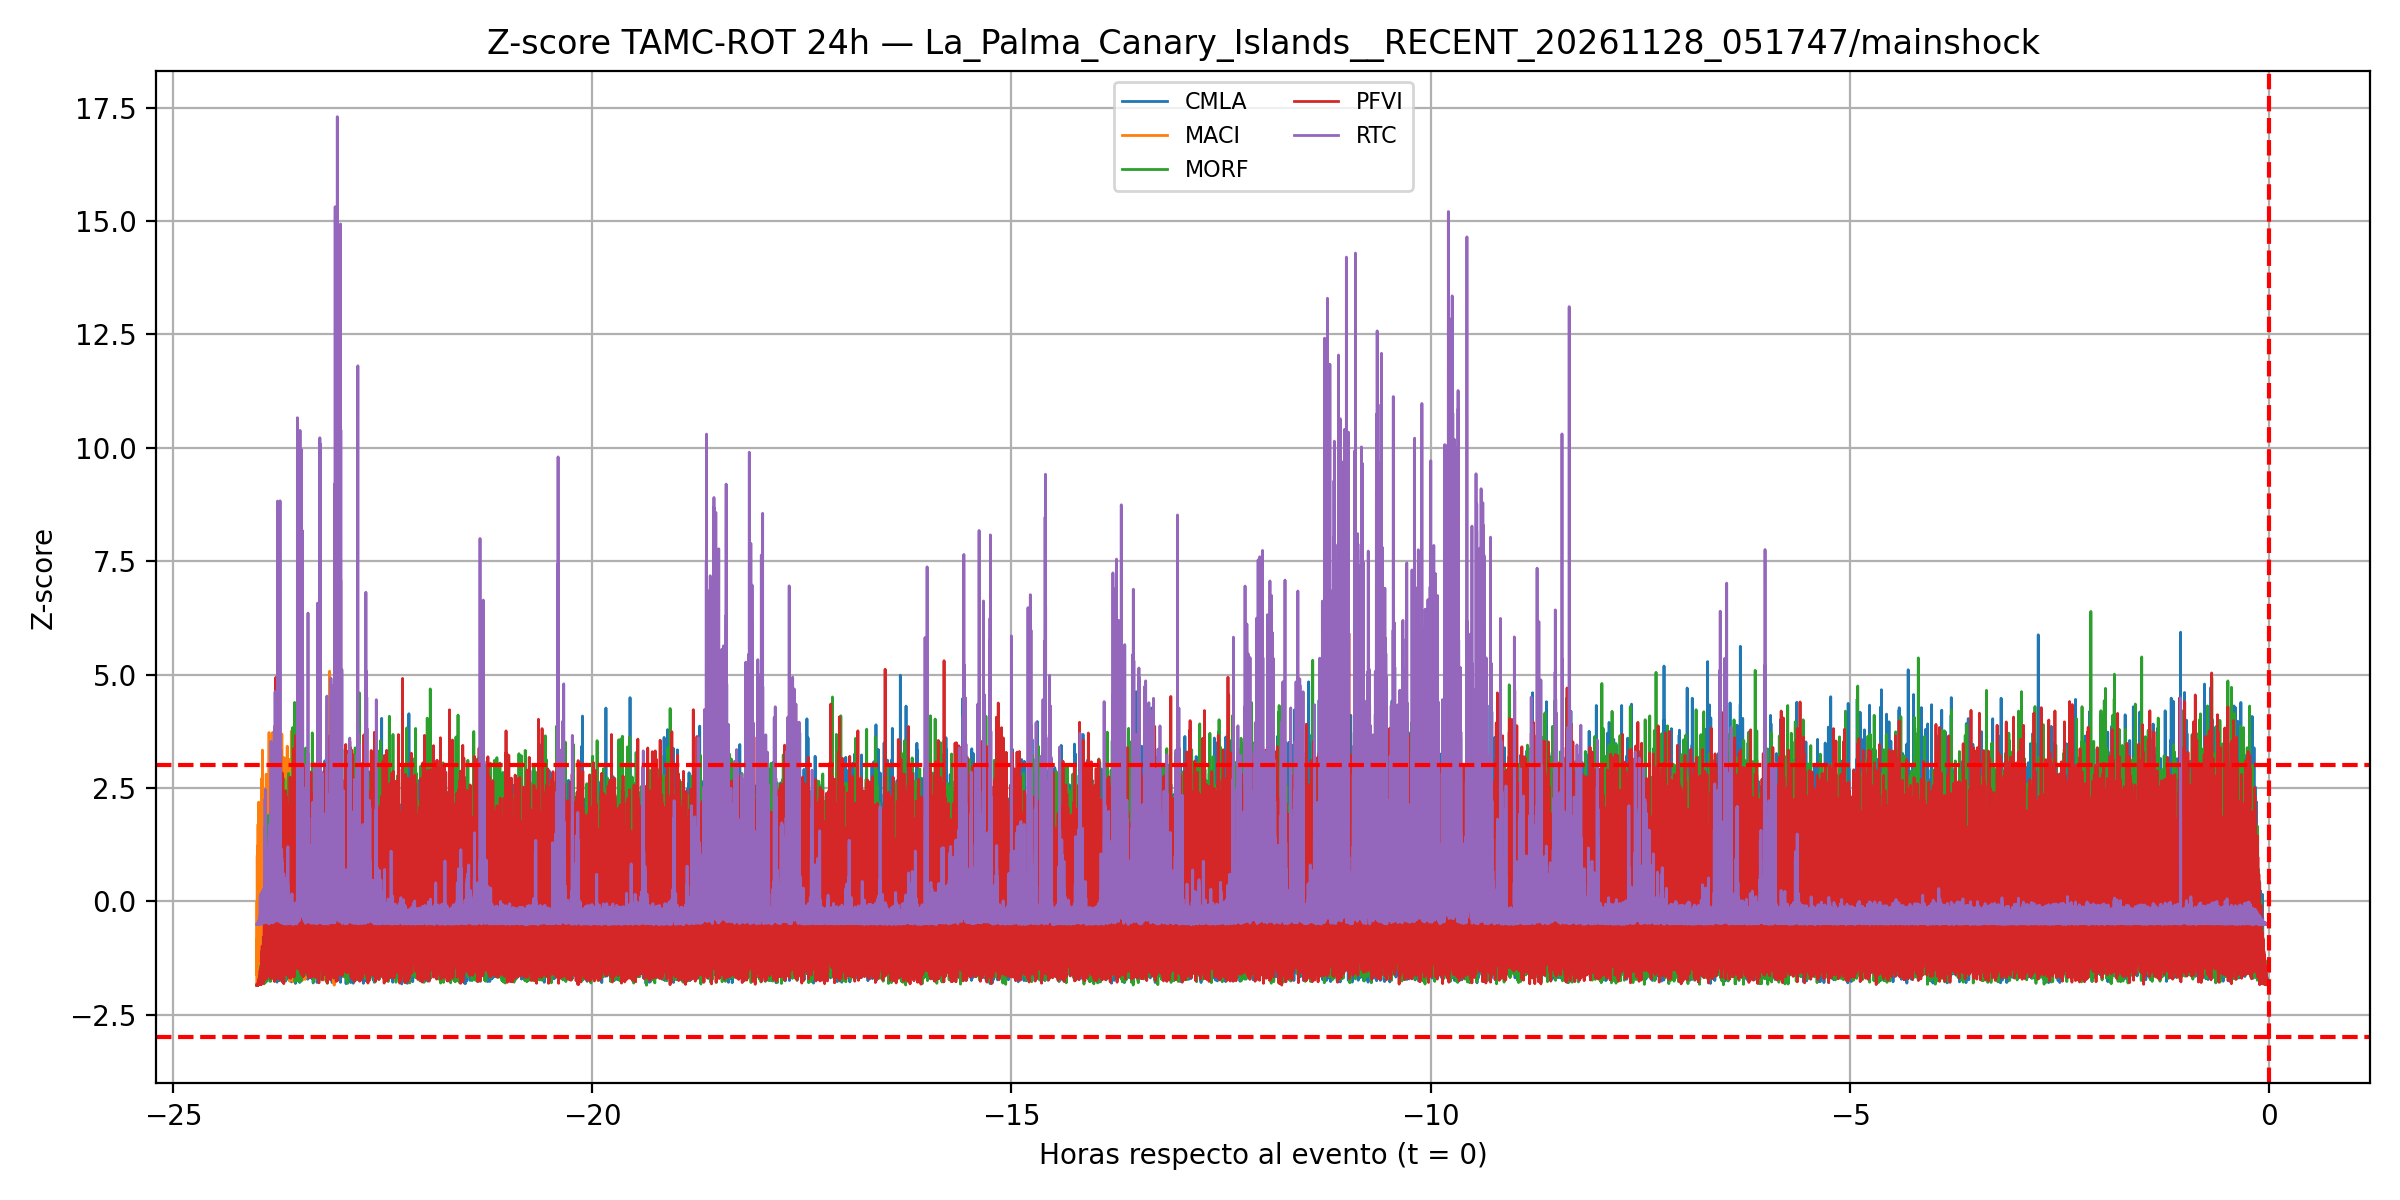 Z-score TAMC-ROT 24h — La_Palma_Canary_Islands__RECENT_20261128_051747/mainshock
CMLA
MACI
MORF
PFVI
RTC
Z-score
17.5
15.0
12.5
10.0
7.5
5.0
2.5
0.0
−2.5
−25
−20
−15
−10
−5
0
Horas respecto al evento (t = 0)